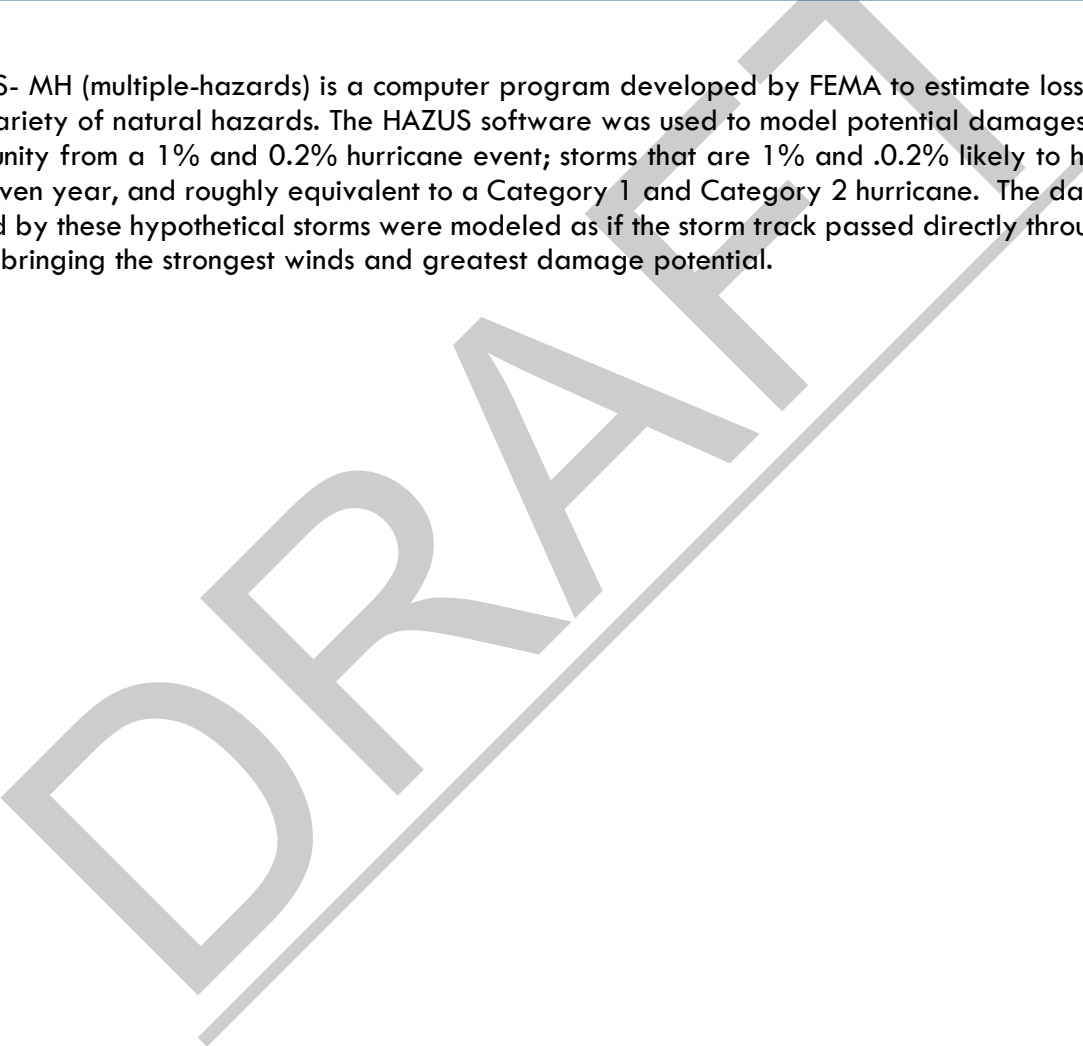 S- MH (multiple-hazards) is a computer program developed by FEMA to estimate loss
ariety of natural hazards. The HAZUS software was used to model potential damages
unity from a 1% and 0.2% hurricane event; storms that are 1% and .0.2% likely to h
ven year, and roughly equivalent to a Category 1 and Category 2 hurricane.  The da
d by these hypothetical storms were modeled as if the storm track passed directly throu
bringing the strongest winds and greatest damage potential.
DRAFT